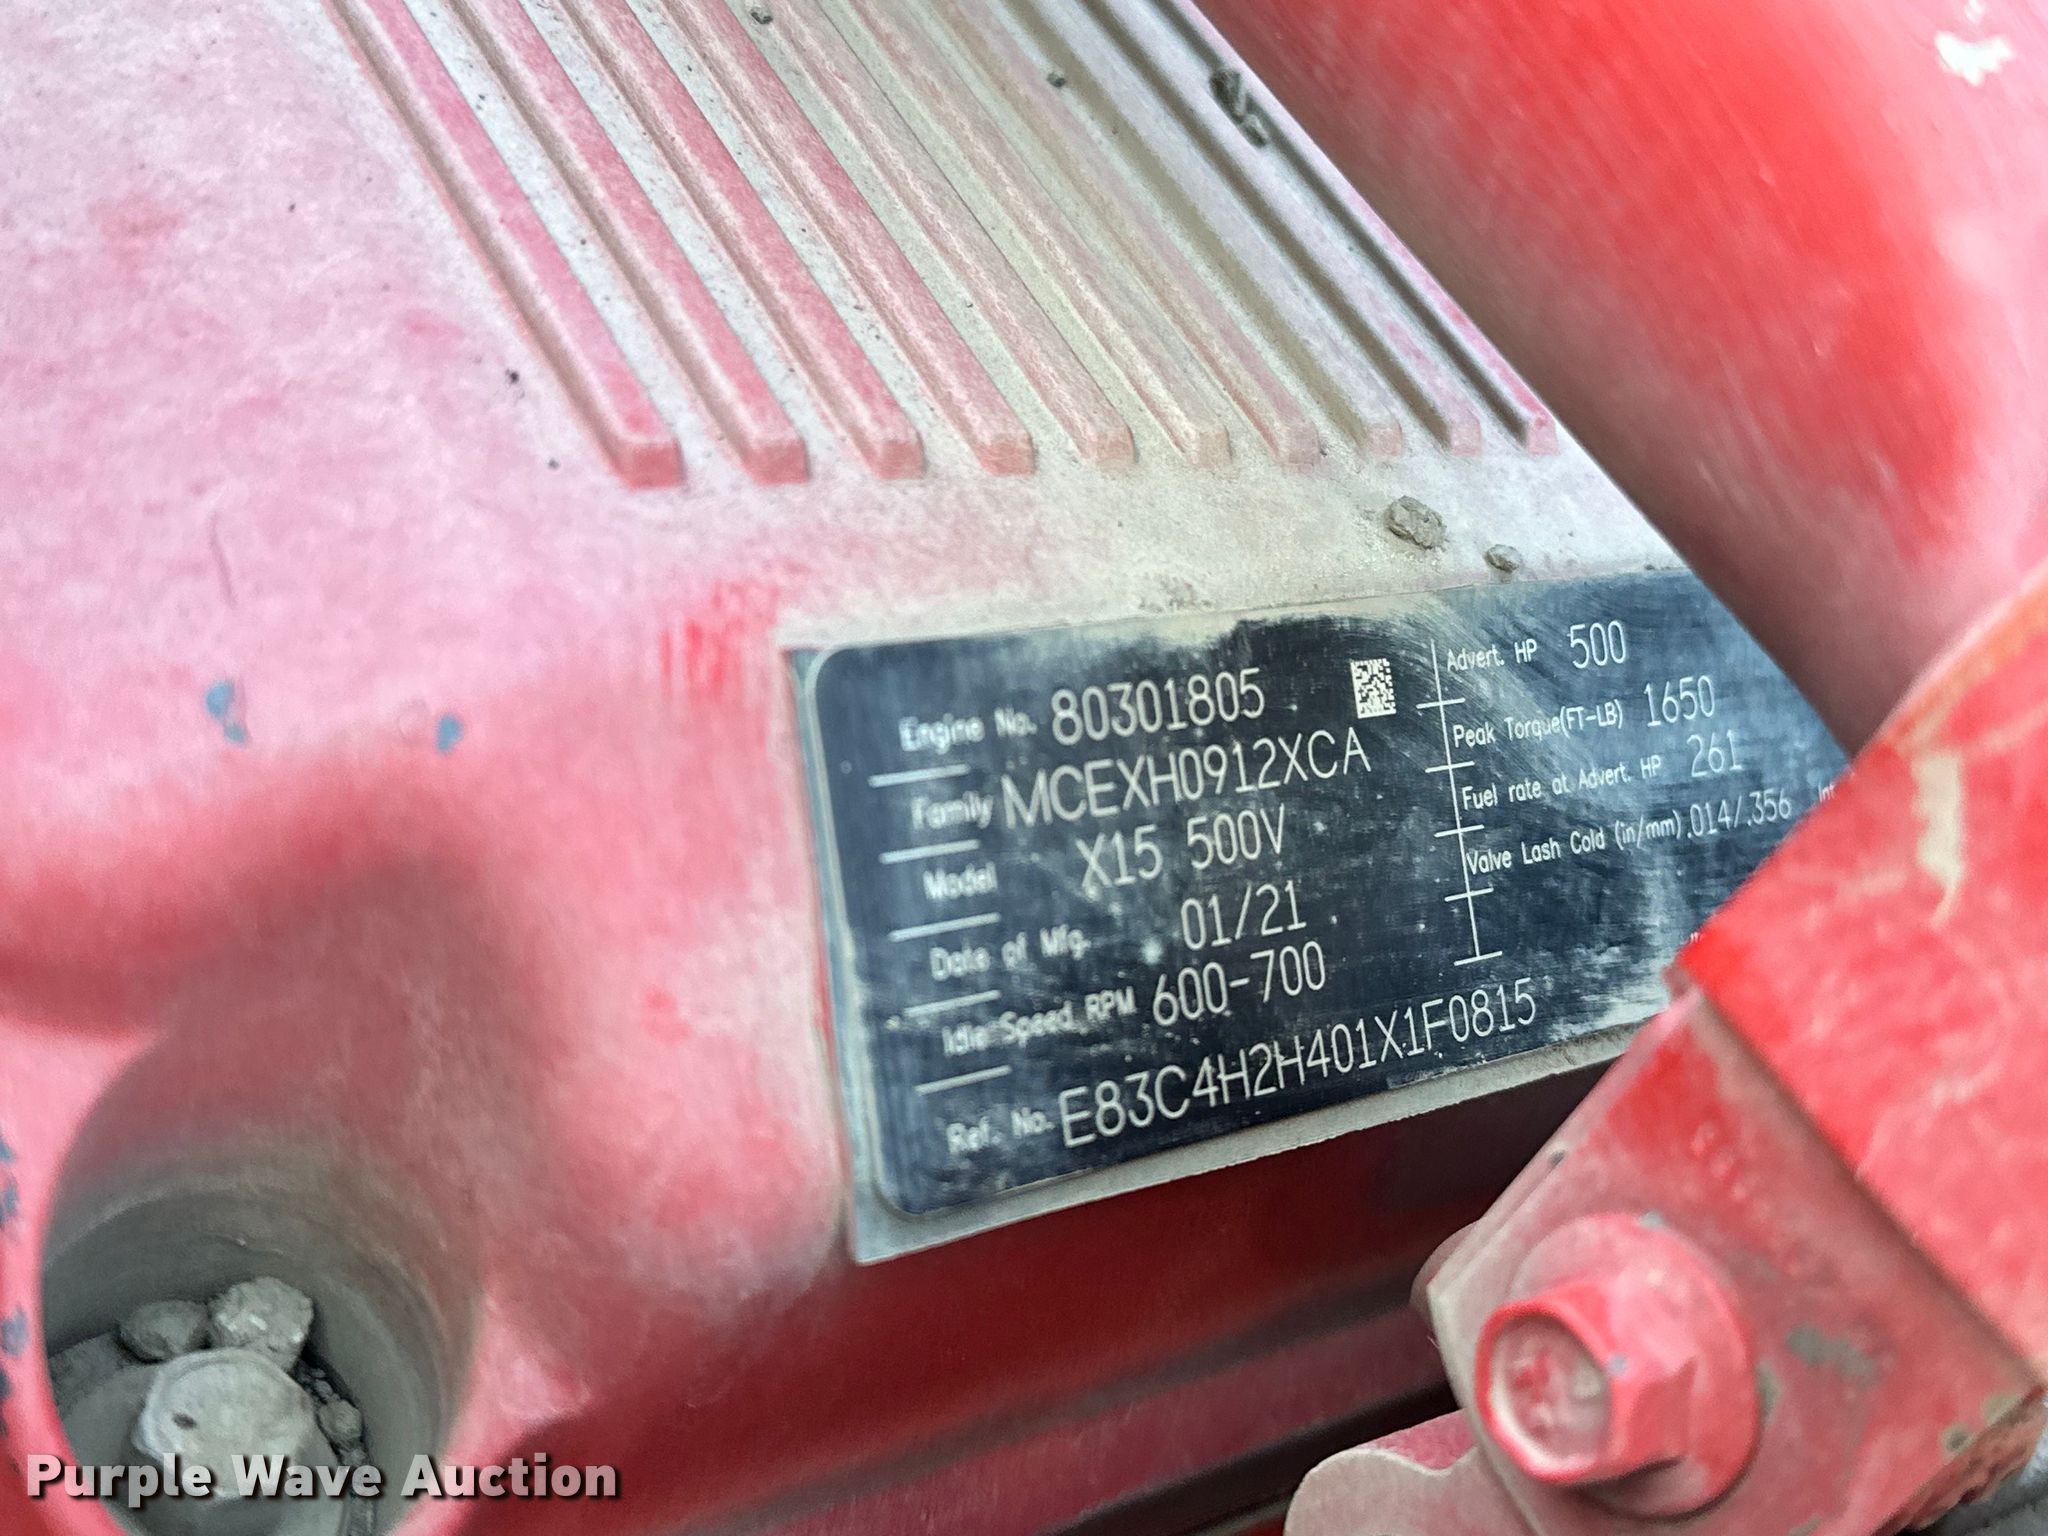 Engine No. 80301805
Family MCEXH0912XCA
Model X15 500V
Date of Mfg. 01/21
Idle Speed RPM 600-700
Ref. No. E83C4H2H401X1F0815
Advert. HP 500
Peak Torque(FT-LB) 1650
Fuel rate at Advert. HP 261
Valve Lash Cold (in/mm) .014/.356 Int
Purple Wave Auction